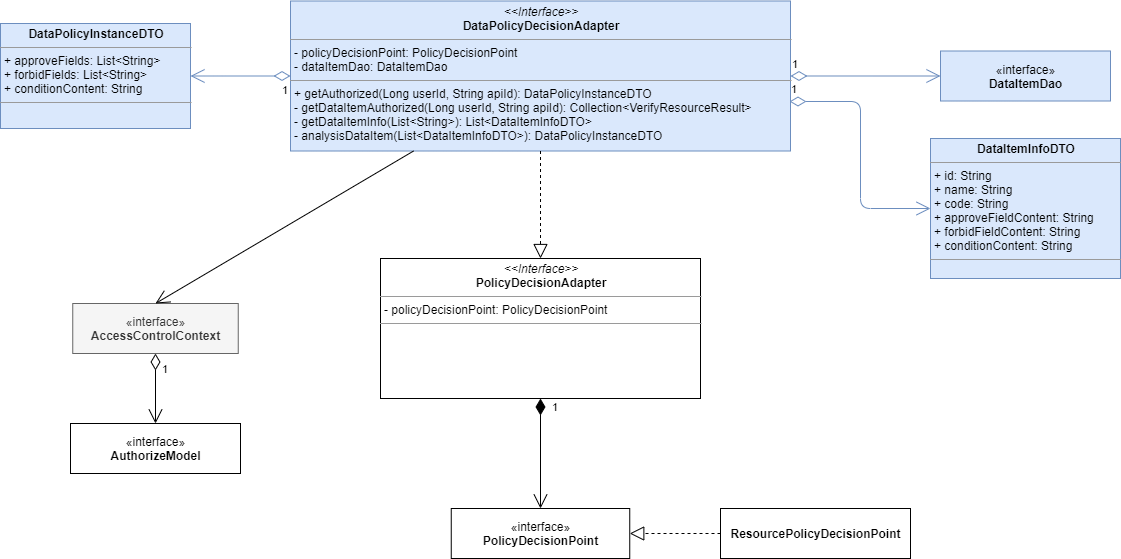 <<Interface>>
DataPolicyDecisionAdapter
- policyDecisionPoint: PolicyDecisionPoint
- dataItemDao: DataItemDao
+ getAuthorized(Long userId, String apiId): DataPolicyInstanceDTO
- getDataItemAuthorized(Long userId, String apiId): Collection<VerifyResourceResult>
- getDataItemInfo(List<String>): List<DataItemInfoDTO>
- analysisDataItem(List<DataItemInfoDTO>): DataPolicyInstanceDTO
DataPolicyInstanceDTO
+ approveFields: List<String>
+ forbidFields: List<String>
+ conditionContent: String
1
1
1
«interface»
DataItemDao
DataItemInfoDTO
+ id: String
+ name: String
+ code: String
+ approveFieldContent: String
+ forbidFieldContent: String
+ conditionContent: String
<<Interface>>
PolicyDecisionAdapter
- policyDecisionPoint: PolicyDecisionPoint
«interface»
AccessControlContext
1
«interface»
AuthorizeModel
1
«interface»
PolicyDecisionPoint
ResourcePolicyDecisionPoint